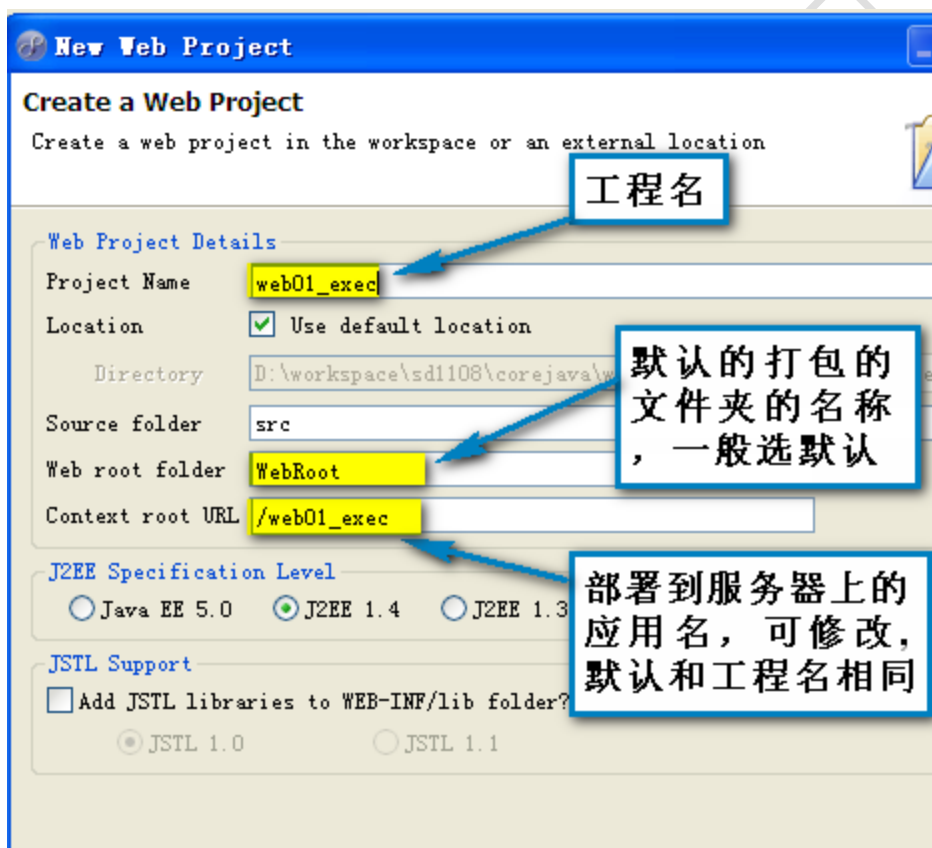 New Web Project
Create a Web Project
Create a web project in the workspace or an external location
工程名
Web Project Details
Project Name web01_exec
Location Use default location
Directory D:\workspace\sd1108\corejava\w
默认的打包的
文件夹的名称
，一般选默认
Source folder src
Web root folder WebRoot
Context root URL /web01_exec
部署到服务器上的
应用名，可修改，
默认和工程名相同
J2EE Specification Level
Java EE 5.0 J2EE 1.4 J2EE 1.3
JSTL Support
Add JSTL libraries to WEB-INF/lib folder?
JSTL 1.0 JSTL 1.1